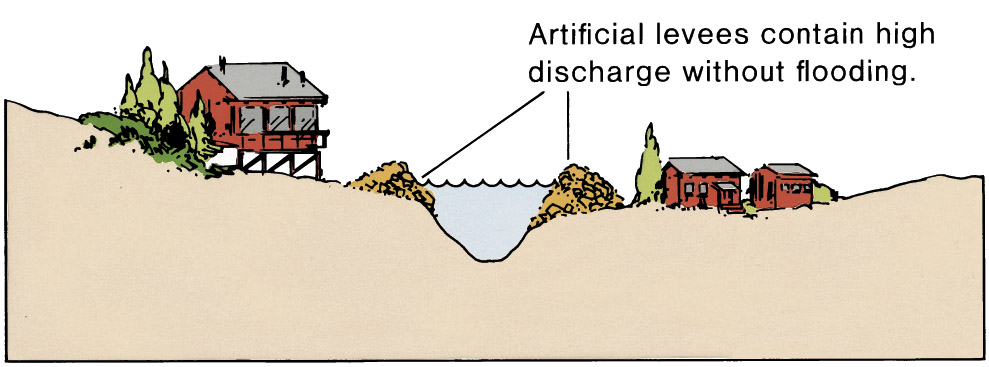 Artificial levees contain high
discharge without flooding.